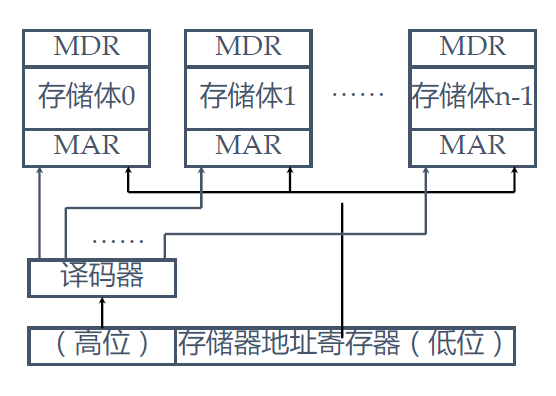 MDR MDR MDR
存储体0 存储体1 …… 存储体n-1
MAR MAR MAR
……
译码器
（高位） 存储器地址寄存器（低位）